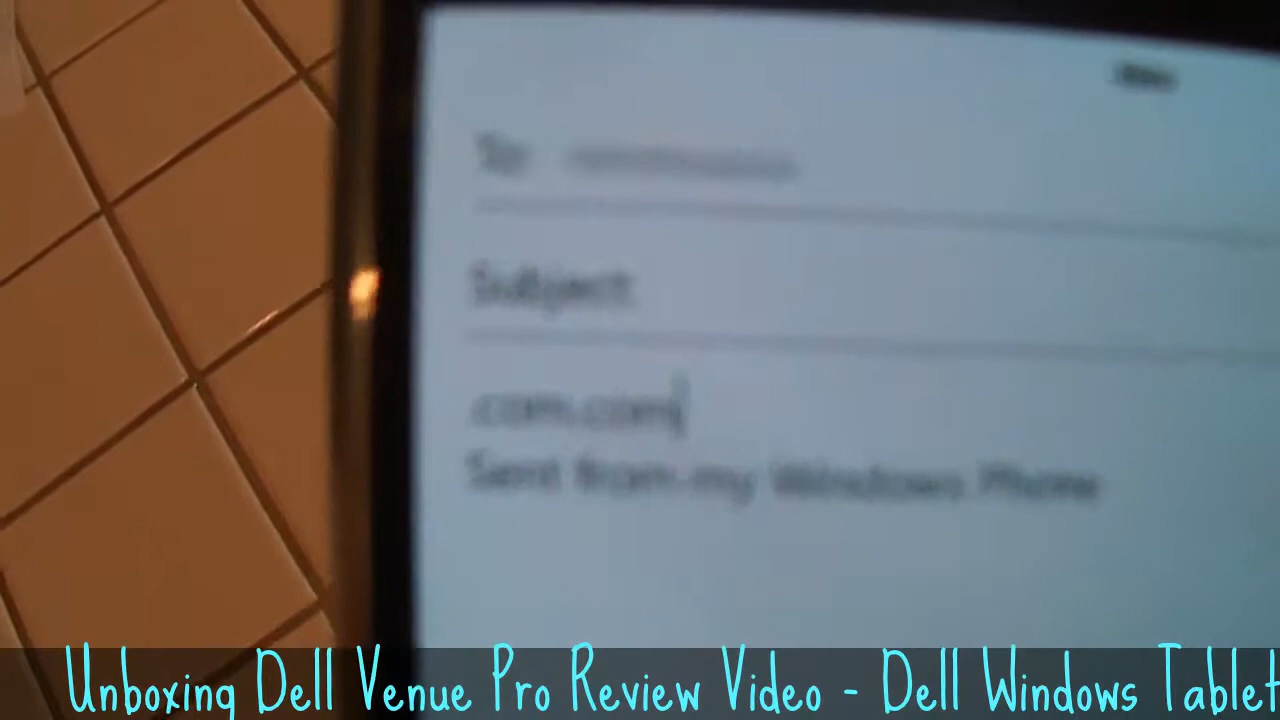 To:
Subject:
.com.com
Sent from my Windows Phone
Unboxing Dell Venue Pro Review Video - Dell Windows Tablet